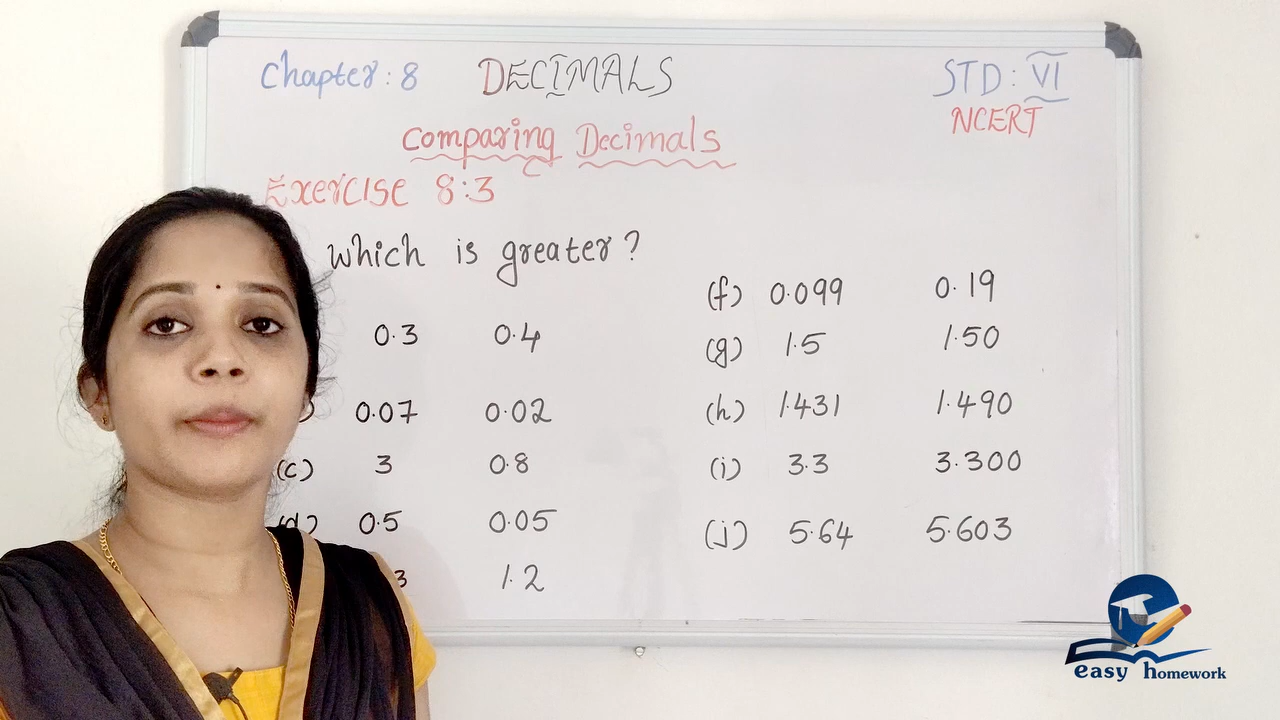 Chapter : 8 DECIMALS STD : VI
NCERT
Comparing Decimals
Exercise 8:3
Which is greater?
0.3 0.4
0.07 0.02
(c) 3 0.8
(d) 0.5 0.05
3 1.2
(f) 0.099 0.19
(g) 1.5 1.50
(h) 1.431 1.490
(i) 3.3 3.300
(j) 5.64 5.603
easy homework